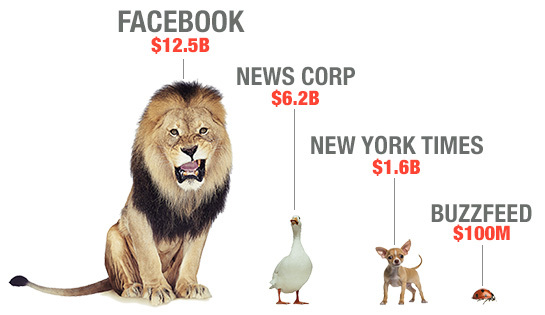 FACEBOOK
$12.5B
NEWS CORP
$6.2B
NEW YORK TIMES
$1.6B
BUZZFEED
$100M